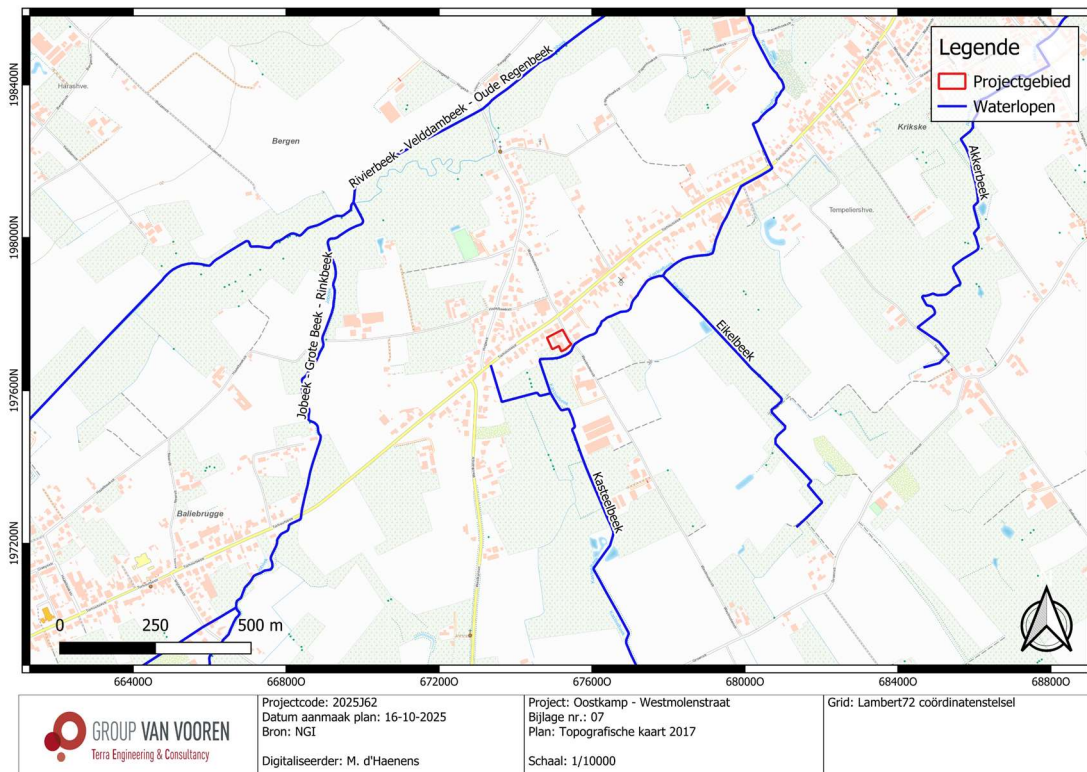 Legende
Projectgebied
Waterlopen
198400N
198000N
197600N
197200N
Bergen
Rivierbeek - Velddambeek - Oude Regenbeek
Krikske
Akkerbeek
Tempeliershve.
Jobeek - Grote Beek - Rinkbeek
Eikelbeek
Kasteelbeek
Baliebrugge
0 250 500 m
66400O 66800O 67200O 67600O 68000O 68400O 68800O
GROUP VAN VOOREN
Terra Engineering & Consultancy
Projectcode: 2025J62
Datum aanmaak plan: 16-10-2025
Bron: NGI
Digitaliseerder: M. d'Haenens
Project: Oostkamp - Westmolenstraat
Bijlage nr.: 07
Plan: Topografische kaart 2017
Schaal: 1/10000
Grid: Lambert72 coördinatenstelsel